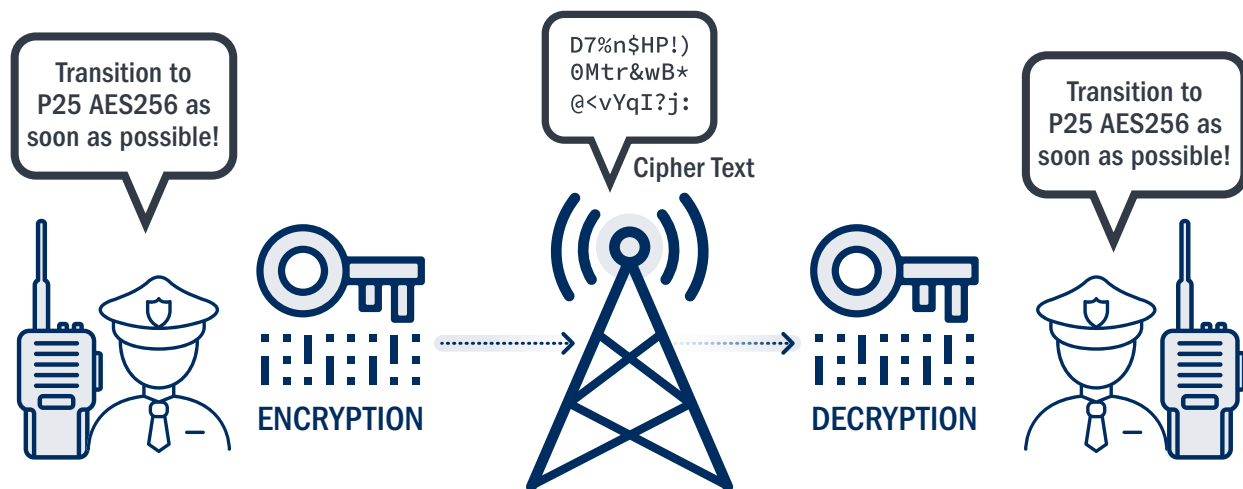 Transition to
P25 AES256 as
soon as possible!
ENCRYPTION
D7%n$HP!)
0Mtr&wB*
@<vYqI?j:
Cipher Text
DECRYPTION
Transition to
P25 AES256 as
soon as possible!